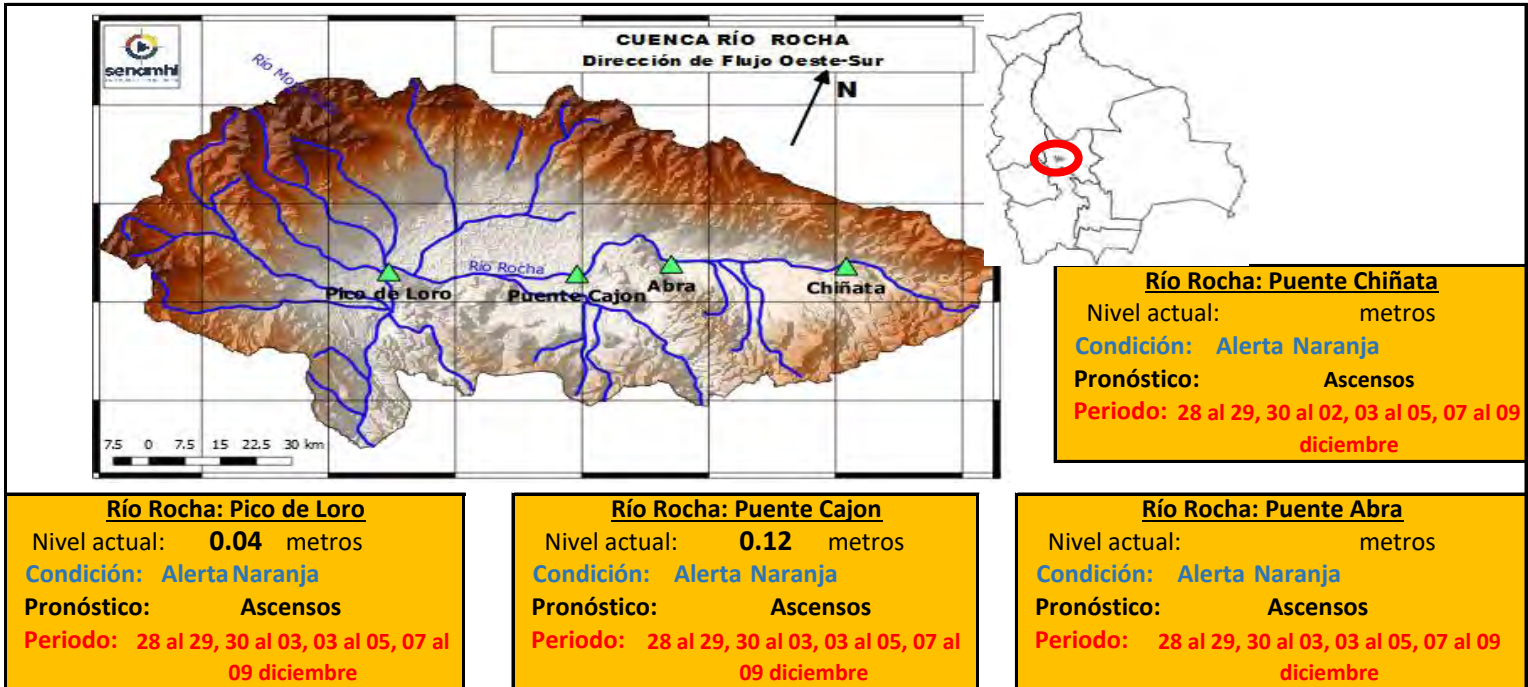 senamhi
CUENCA RÍO ROCHA
Dirección de Flujo Oeste-Sur
N
Río
Río Rocha
Pico de Loro
Puente Cajon
Abra
Chiñata
7.5 0 7.5 15 22.5 30 km
Río Rocha: Puente Chiñata
Nivel actual: metros
Condición: Alerta Naranja
Pronóstico: Ascensos
Periodo: 28 al 29, 30 al 02, 03 al 05, 07 al 09
diciembre
Río Rocha: Pico de Loro
Nivel actual: 0.04 metros
Condición: Alerta Naranja
Pronóstico: Ascensos
Periodo: 28 al 29, 30 al 03, 03 al 05, 07 al
09 diciembre
Río Rocha: Puente Cajon
Nivel actual: 0.12 metros
Condición: Alerta Naranja
Pronóstico: Ascensos
Periodo: 28 al 29, 30 al 03, 03 al 05, 07 al
09 diciembre
Río Rocha: Puente Abra
Nivel actual: metros
Condición: Alerta Naranja
Pronóstico: Ascensos
Periodo: 28 al 29, 30 al 03, 03 al 05, 07 al 09
diciembre